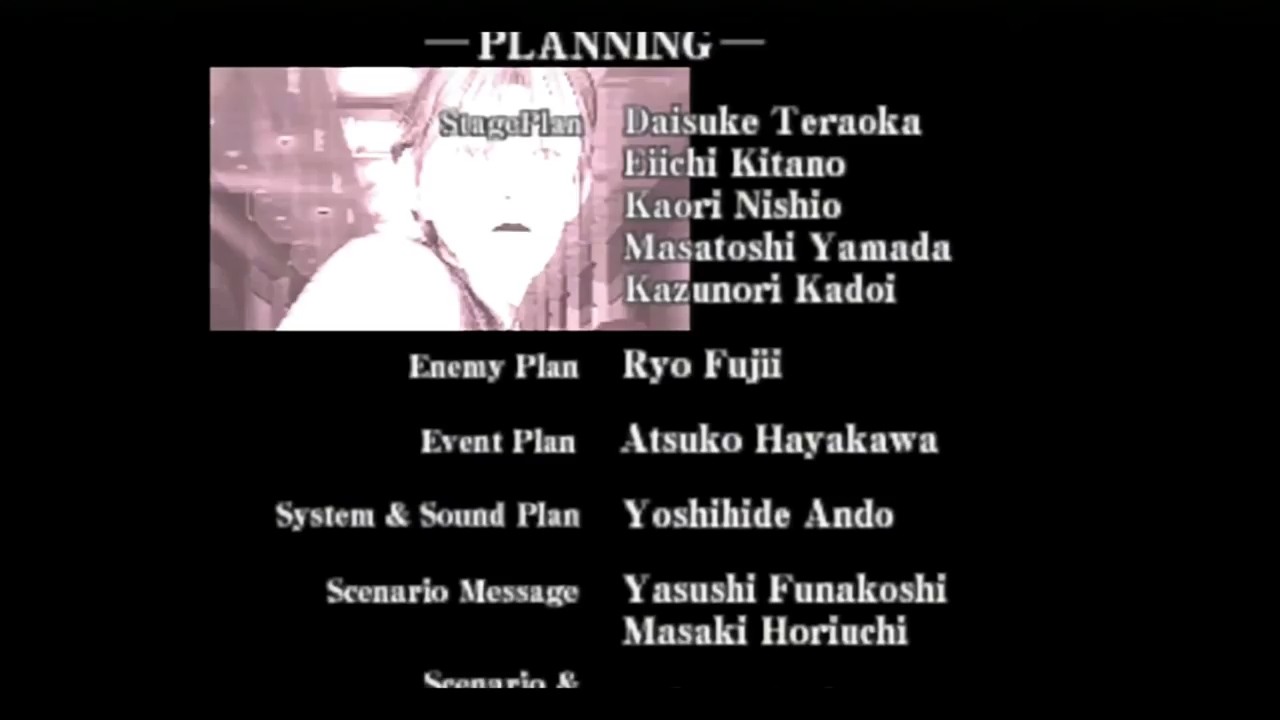 — PLANNING —
StagePlan Daisuke Teraoka
Eiichi Kitano
Kaori Nishio
Masatoshi Yamada
Kazunori Kadoi
Enemy Plan Ryo Fujii
Event Plan Atsuko Hayakawa
System & Sound Plan Yoshihide Ando
Scenario Message Yasushi Funakoshi
Masaki Horiuchi
Scenario &